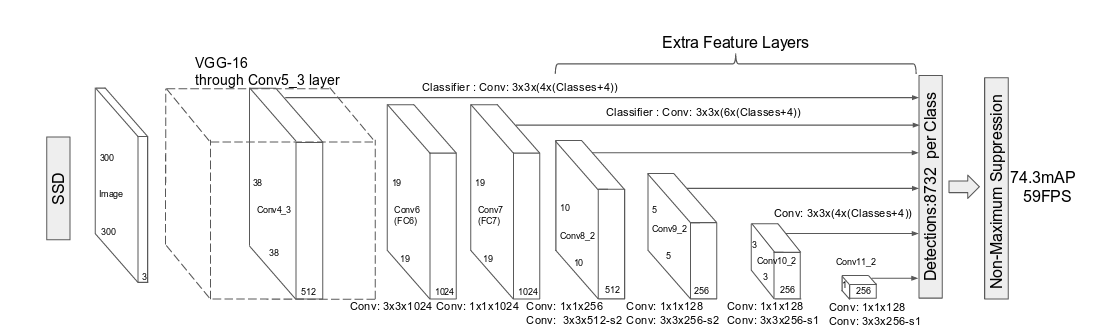 Extra Feature Layers
VGG-16
through Conv5_3 layer
Classifier : Conv: 3x3x(4x(Classes+4))
Classifier : Conv: 3x3x(6x(Classes+4))
SSD
300
Image
300
3
38
Conv4_3
38
512
19
Conv6
(FC6)
19
1024
19
Conv7
(FC7)
19
1024
10
Conv8_2
10
512
5
Conv9_2
5
256
Conv: 3x3x(4x(Classes+4))
3
Conv10_2
3
256
Conv11_2
1
256
Conv: 3x3x1024
Conv: 1x1x1024
Conv: 1x1x256
Conv: 3x3x512-s2
Conv: 1x1x128
Conv: 3x3x256-s2
Conv: 1x1x128
Conv: 3x3x256-s1
Conv: 1x1x128
Conv: 3x3x256-s1
Detections:8732 per Class
Non-Maximum Suppression
74.3mAP
59FPS